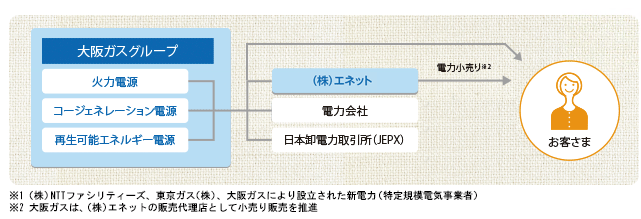 大阪ガスグループ
火力電源
コージェネレーション電源
再生可能エネルギー電源
(株)エネット
電力会社
日本卸電力取引所(JEPX)
電力小売り※2
お客さま
※1 (株)NTTファシリティーズ、東京ガス(株)、大阪ガスにより設立された新電力(特定規模電気事業者)
※2 大阪ガスは、(株)エネットの販売代理店として小売り販売を推進